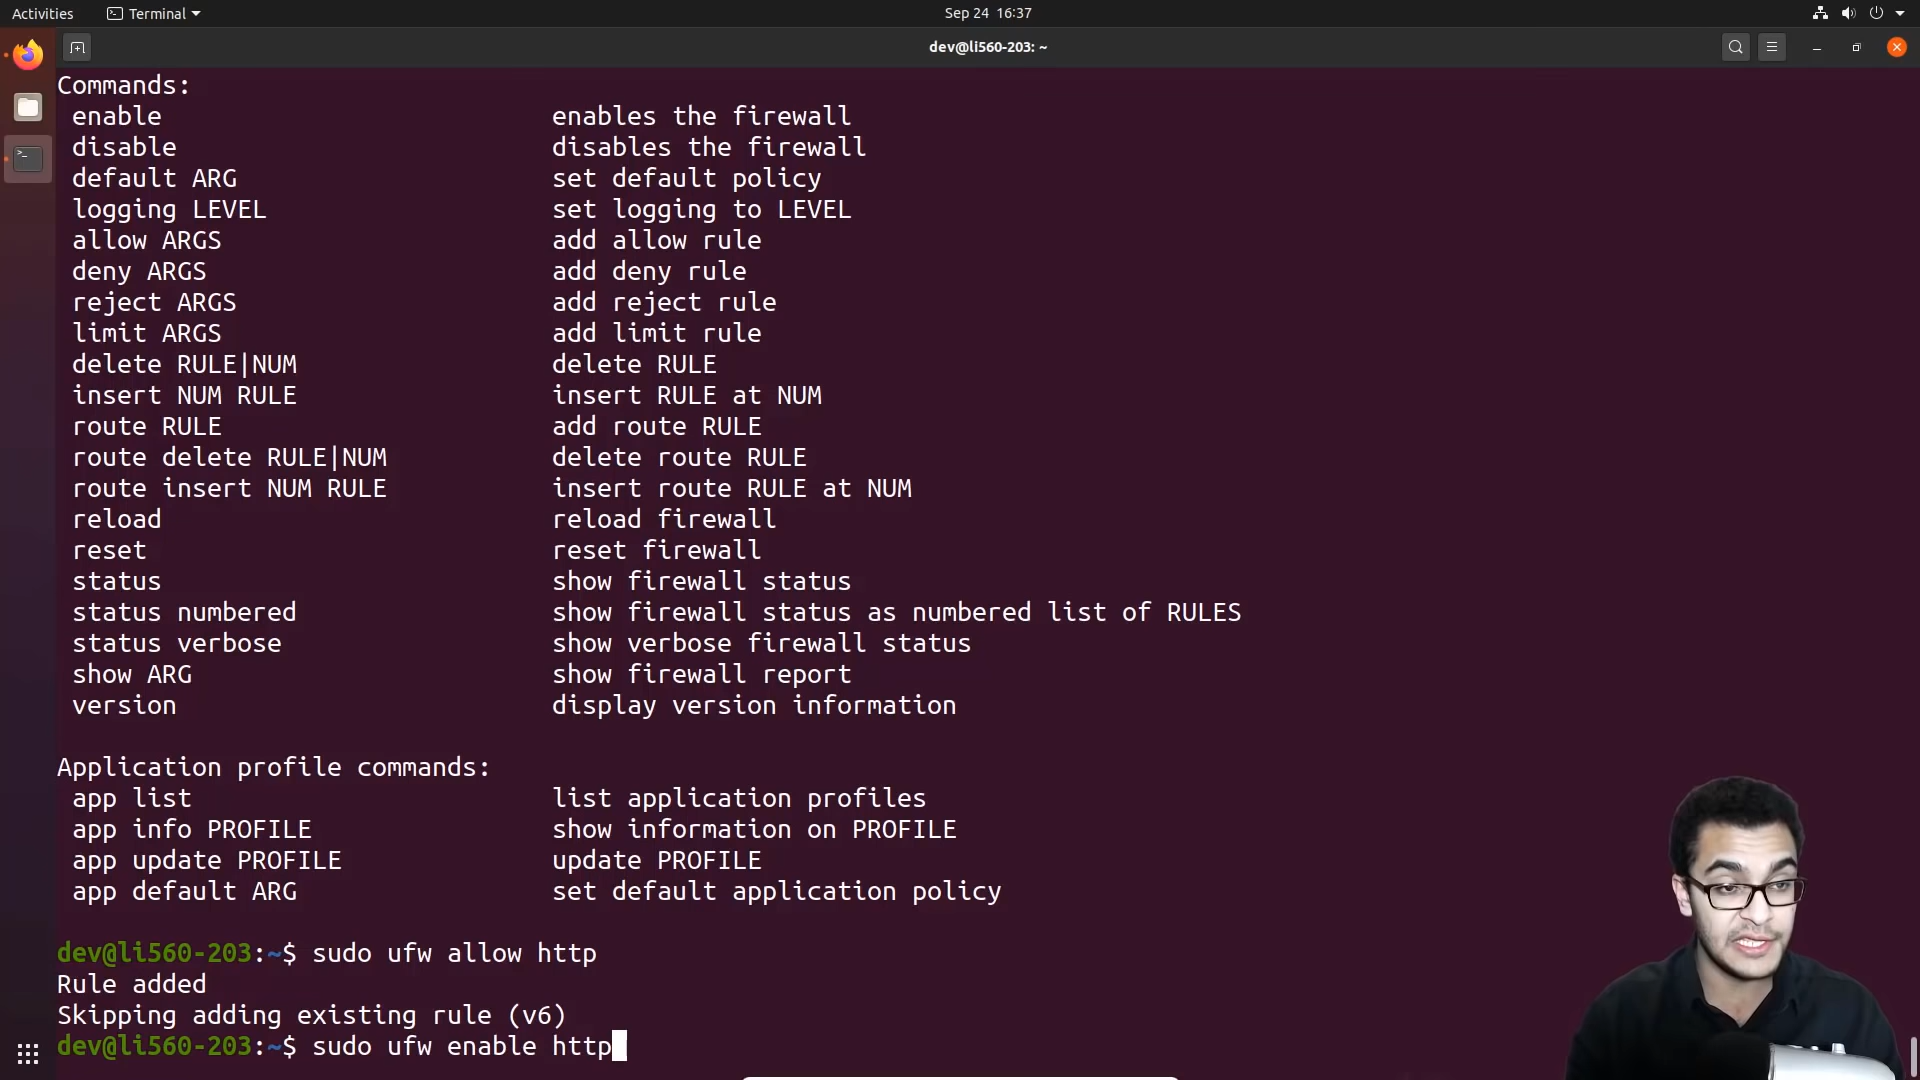 Activities
Terminal
Sep 24 16:37
dev@li560-203: ~
Commands:
enable enables the firewall
disable disables the firewall
default ARG set default policy
logging LEVEL set logging to LEVEL
allow ARGS add allow rule
deny ARGS add deny rule
reject ARGS add reject rule
limit ARGS add limit rule
delete RULE|NUM delete RULE
insert NUM RULE insert RULE at NUM
route RULE add route RULE
route delete RULE|NUM delete route RULE
route insert NUM RULE insert route RULE at NUM
reload reload firewall
reset reset firewall
status show firewall status
status numbered show firewall status as numbered list of RULES
status verbose show verbose firewall status
show ARG show firewall report
version display version information
Application profile commands:
app list list application profiles
app info PROFILE show information on PROFILE
app update PROFILE update PROFILE
app default ARG set default application policy
dev@li560-203:~$ sudo ufw allow http
Rule added
Skipping adding existing rule (v6)
dev@li560-203:~$ sudo ufw enable http